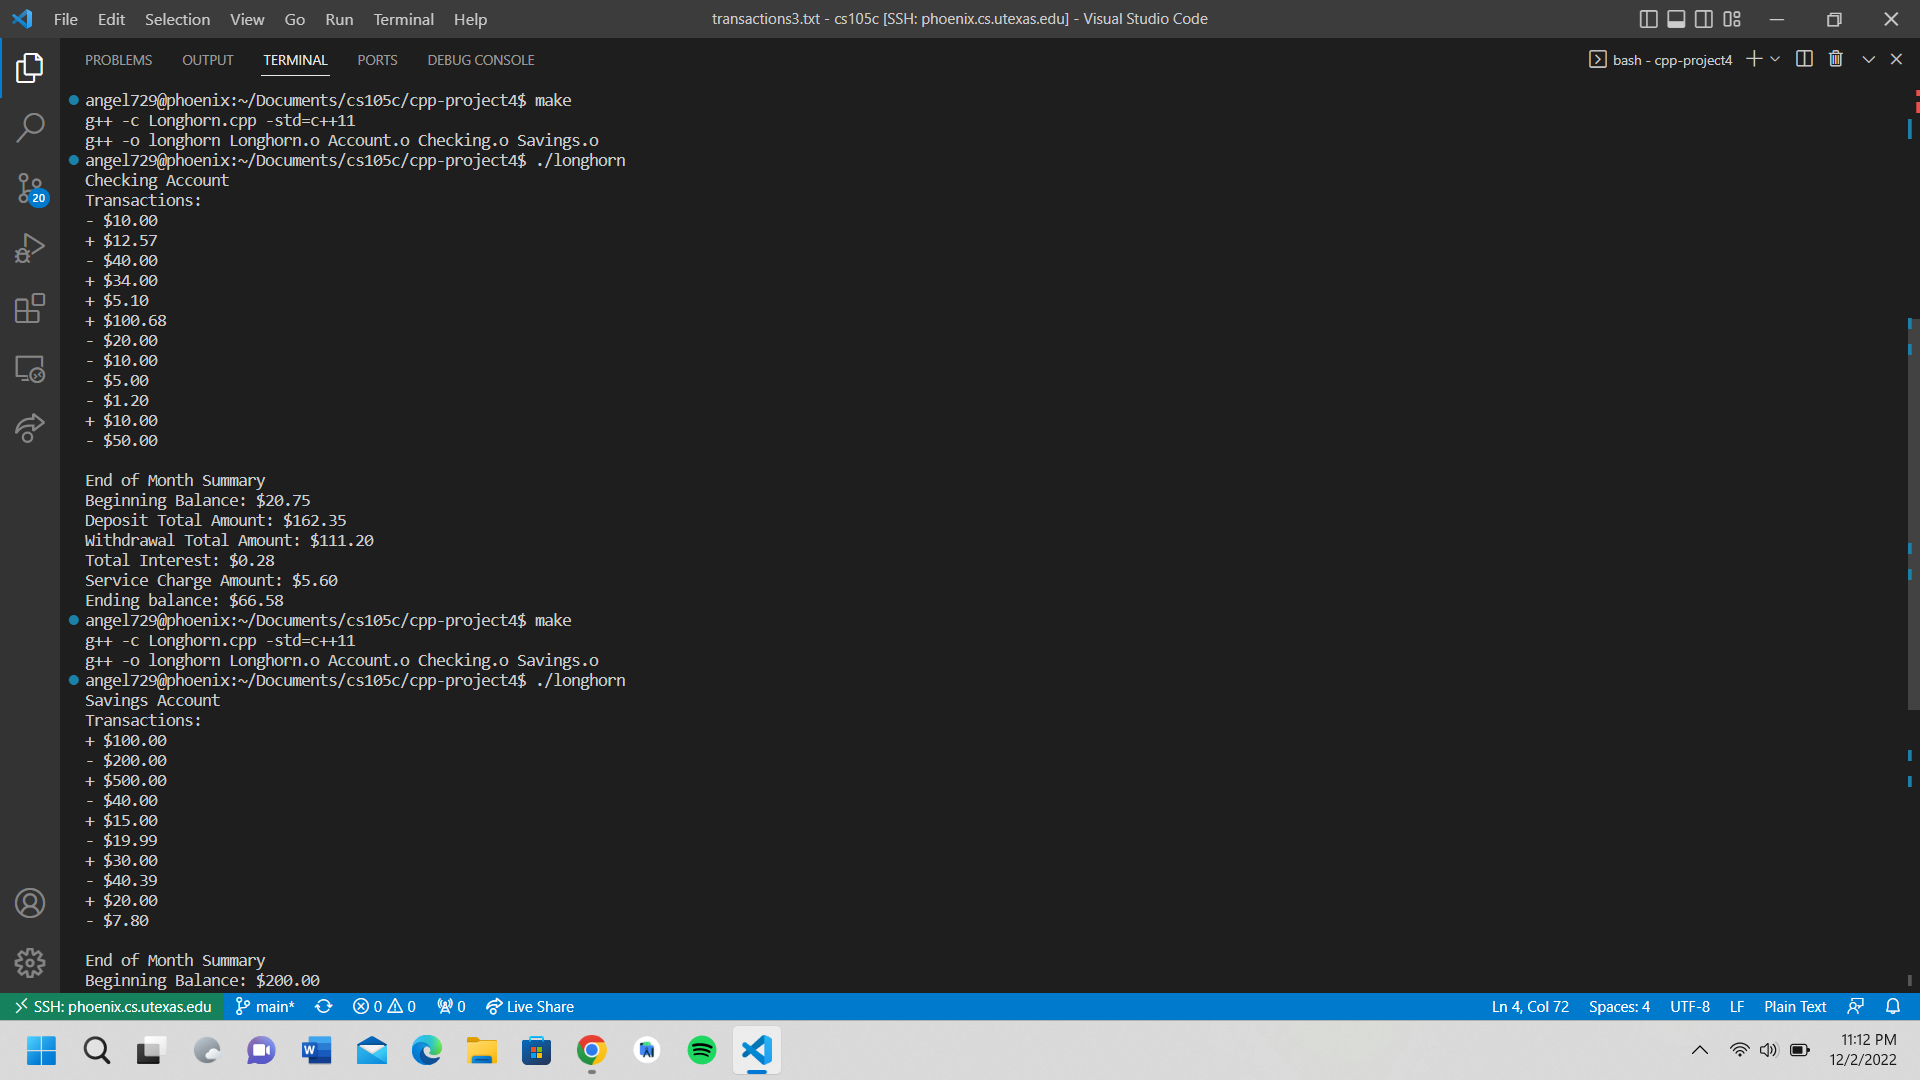 File Edit Selection View Go Run Terminal Help
transactions3.txt - cs105c [SSH: phoenix.cs.utexas.edu] - Visual Studio Code
PROBLEMS OUTPUT TERMINAL PORTS DEBUG CONSOLE
bash - cpp-project4
angel729@phoenix:~/Documents/cs105c/cpp-project4$ make
g++ -c Longhorn.cpp -std=c++11
g++ -o longhorn Longhorn.o Account.o Checking.o Savings.o
angel729@phoenix:~/Documents/cs105c/cpp-project4$ ./longhorn
Checking Account
Transactions:
- $10.00
+ $12.57
- $40.00
+ $34.00
+ $5.10
+ $100.68
- $20.00
- $10.00
- $5.00
- $1.20
+ $10.00
- $50.00
End of Month Summary
Beginning Balance: $20.75
Deposit Total Amount: $162.35
Withdrawal Total Amount: $111.20
Total Interest: $0.28
Service Charge Amount: $5.60
Ending balance: $66.58
angel729@phoenix:~/Documents/cs105c/cpp-project4$ make
g++ -c Longhorn.cpp -std=c++11
g++ -o longhorn Longhorn.o Account.o Checking.o Savings.o
angel729@phoenix:~/Documents/cs105c/cpp-project4$ ./longhorn
Savings Account
Transactions:
+ $100.00
- $200.00
+ $500.00
- $40.00
+ $15.00
- $19.99
+ $30.00
- $40.39
+ $20.00
- $7.80
End of Month Summary
Beginning Balance: $200.00
20
SSH: phoenix.cs.utexas.edu main* 0 0 0 Live Share
Ln 4, Col 72 Spaces: 4 UTF-8 LF Plain Text
11:12 PM
12/2/2022